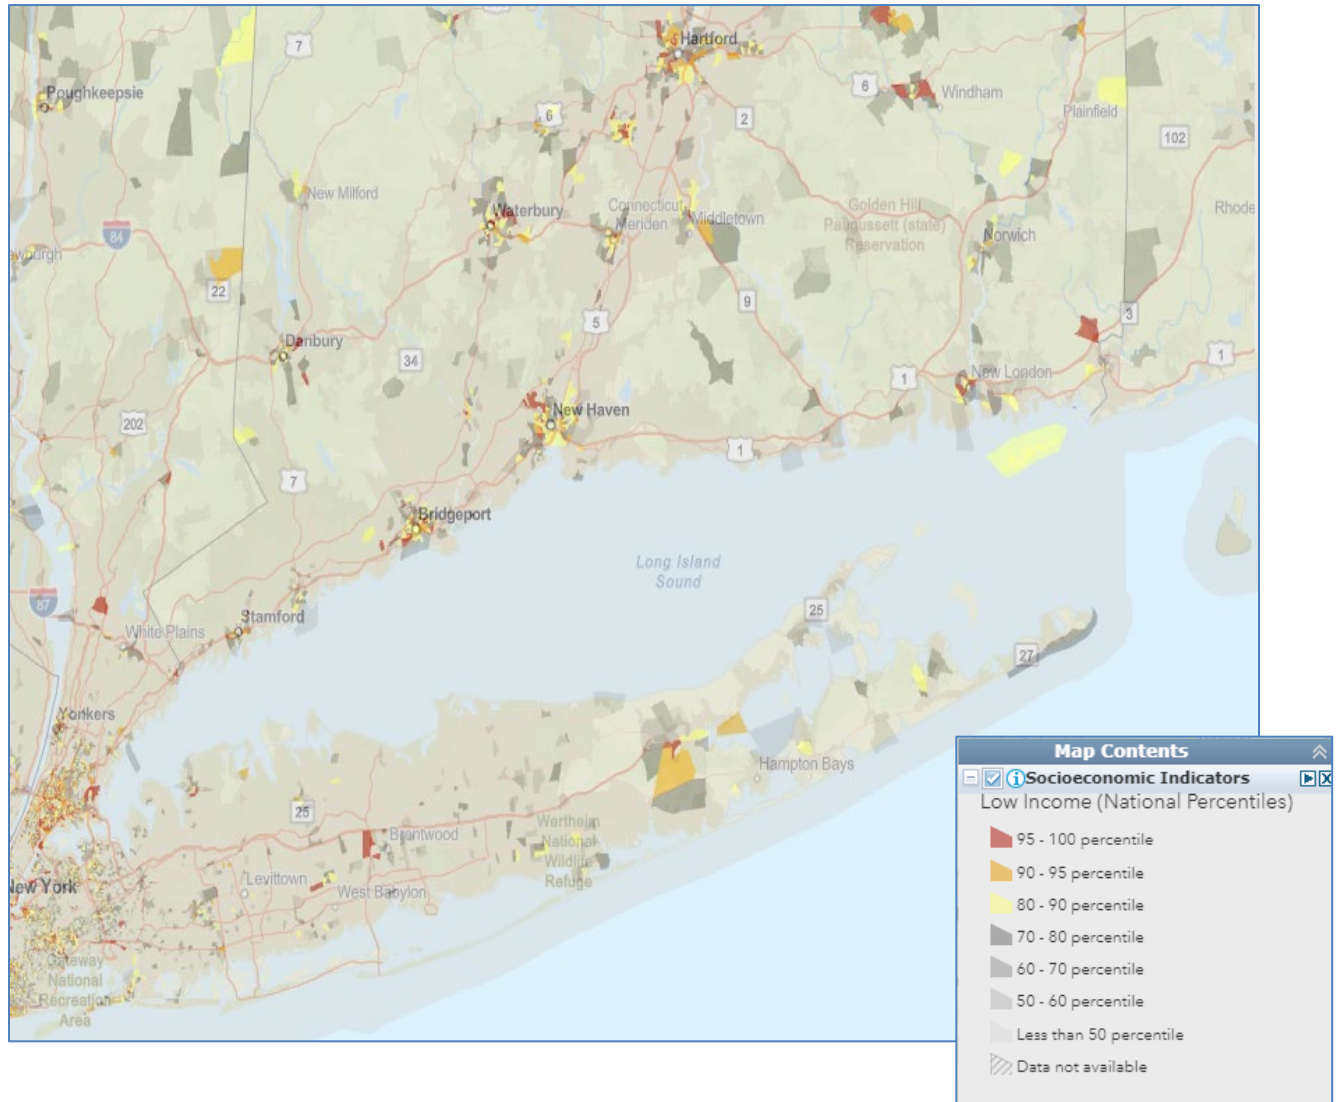 Hartford
7
Poughkeepsie
6
Windham
6
2
Plainfield
102
New Milford
Waterbury
Connecticut
Meriden
Middletown
Golden Hill
Paugussett (state)
Reservation
Rhode
84
Norwich
22
9
3
5
Danbury
34
1
New London
1
New Haven
202
1
7
Bridgeport
Long Island
Sound
87
Stamford
White Plains
25
27
Yonkers
Hampton Bays
25
Brentwood
Wertheim
National
Wildlife
Refuge
Levittown
West Babylon
New York
Gateway
National
Recreation
Area
Map Contents
Socioeconomic Indicators
Low Income (National Percentiles)
95 - 100 percentile
90 - 95 percentile
80 - 90 percentile
70 - 80 percentile
60 - 70 percentile
50 - 60 percentile
Less than 50 percentile
Data not available